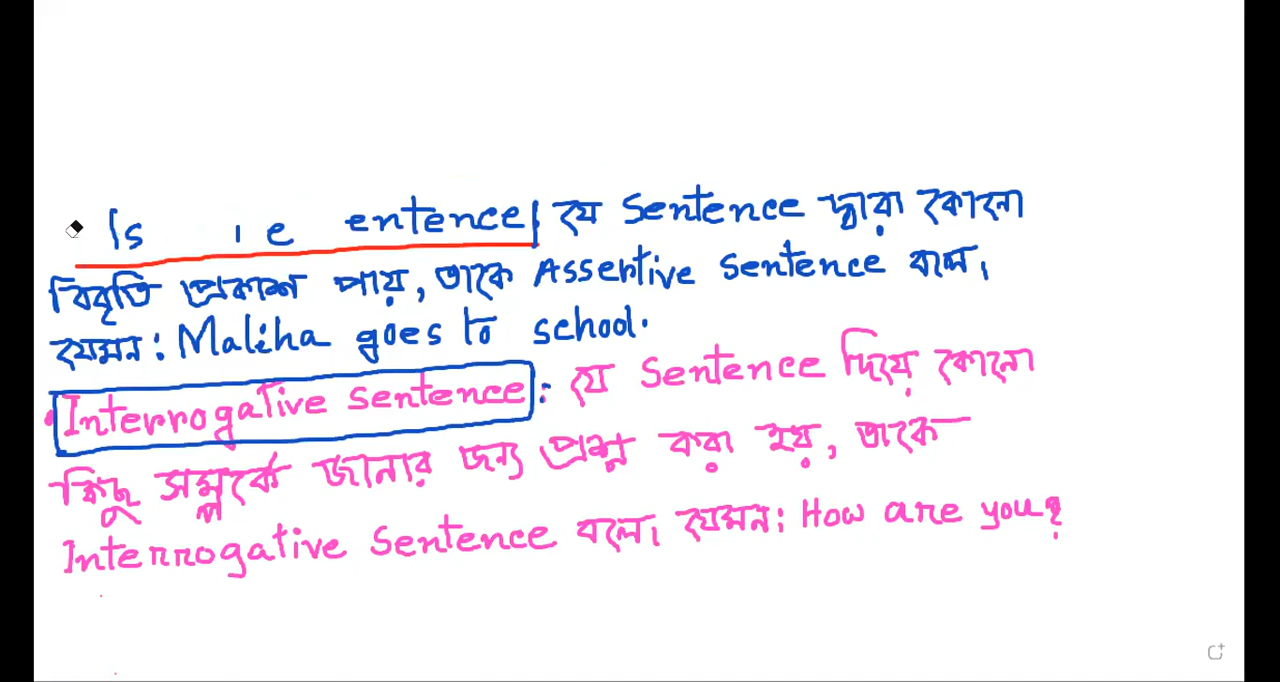 ls i e entence| যে Sentence দ্বারা কোনো
বিবৃতি প্রকাশ পায়, তাকে Assertive Sentence বলে।
যেমন: Maliha goes to school.
Interrogative Sentence : যে Sentence দিয়ে কোনো
কিছু সম্পর্কে জানার জন্য প্রশ্ন করা হয়, তাকে
Interrogative Sentence বলে। যেমন: How are you?